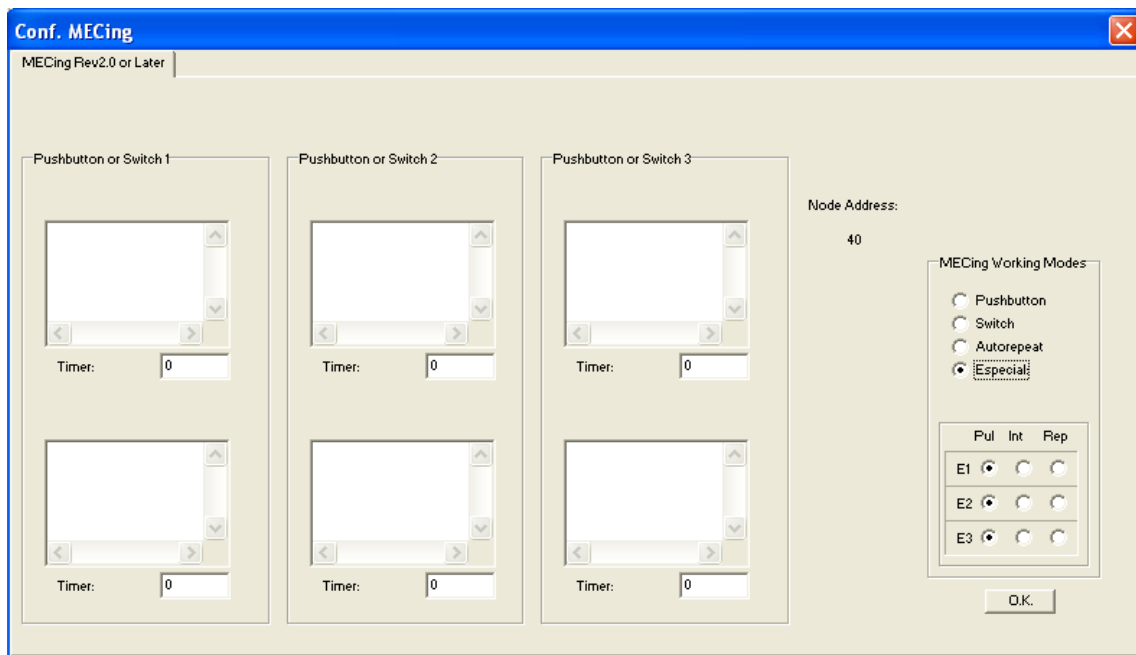 Conf. MECing
MECing Rev2.0 or Later
Pushbutton or Switch 1
Pushbutton or Switch 2
Pushbutton or Switch 3
Timer: 0
Timer: 0
Timer: 0
Timer: 0
Timer: 0
Timer: 0
Node Address:
40
MECing Working Modes
Pushbutton
Switch
Autorepeat
Especial
Pul Int Rep
E1
E2
E3
O.K.